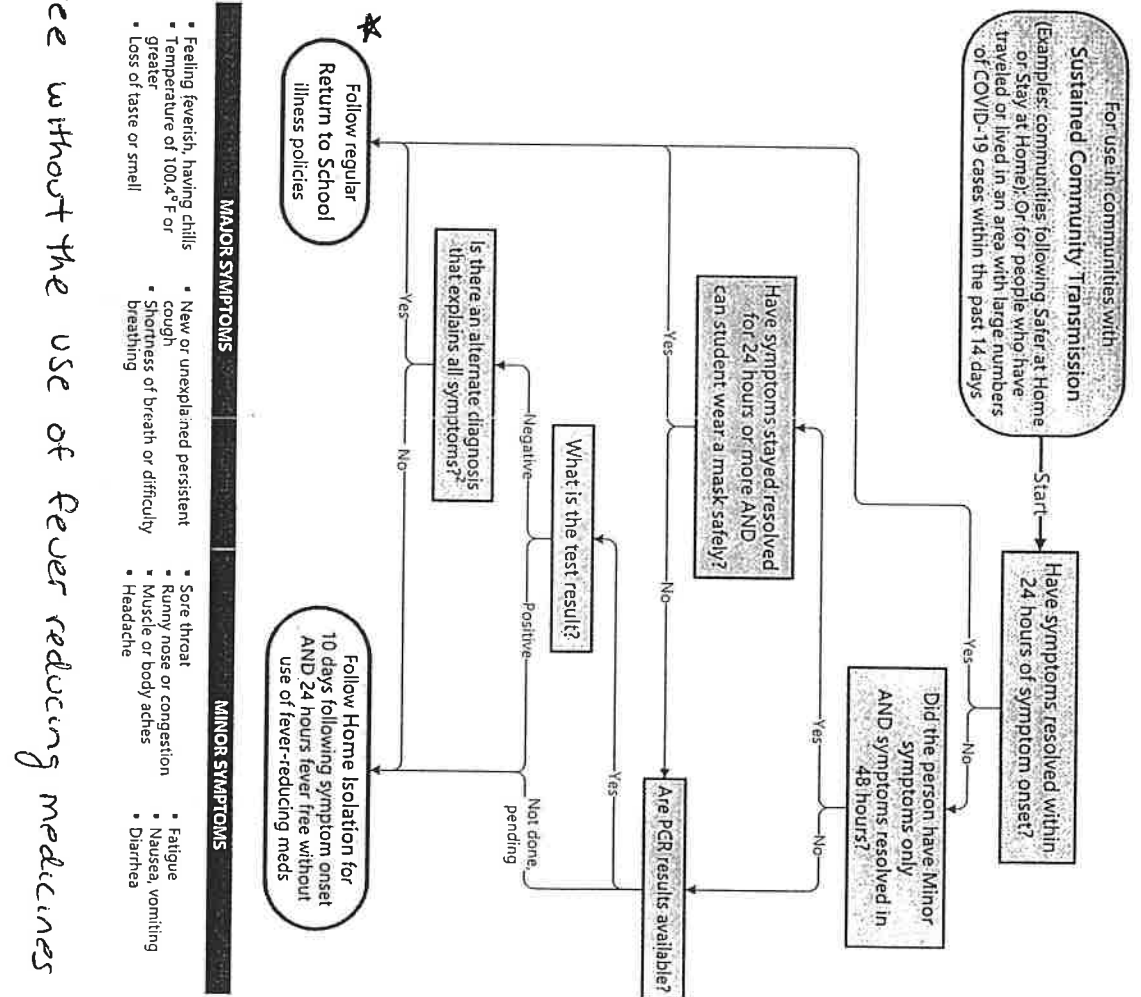 For use in communities with
Sustained Community Transmission
(Examples: communities following Safer at Home
or Stay at Home); Or for people who have
traveled or lived in an area with large numbers
of COVID-19 cases within the past 14 days
Start
Have symptoms resolved within
24 hours of symptom onset?
Yes
No
Did the person have Minor
symptoms only
AND symptoms resolved in
48 hours?
Yes
No
Have symptoms stayed resolved
for 24 hours or more AND
can student wear a mask safely?
Yes
No
Are PCR results available?
Yes
Not done,
pending
What is the test result?
Negative
Positive
Is there an alternate diagnosis
that explains all symptoms?²
Yes
No
Follow regular
Return to School
illness policies
Follow Home Isolation for
10 days following symptom onset
AND 24 hours fever free without
use of fever-reducing meds
MAJOR SYMPTOMS
▪ Feeling feverish, having chills
▪ Temperature of 100.4°F or
greater
▪ Loss of taste or smell
▪ New or unexplained persistent
cough
▪ Shortness of breath or difficulty
breathing
MINOR SYMPTOMS
▪ Sore throat
▪ Runny nose or congestion
▪ Muscle or body aches
▪ Headache
▪ Fatigue
▪ Nausea, vomiting
▪ Diarrhea
ee without the use of fever reducing medicines